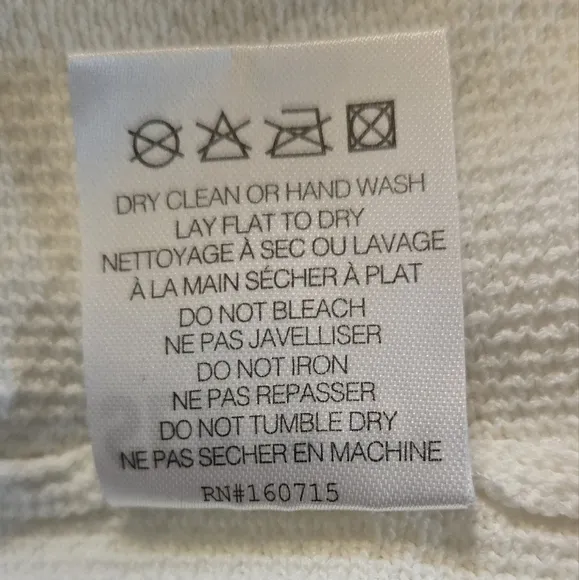 DRY CLEAN OR HAND WASH
LAY FLAT TO DRY
NETTOYAGE À SEC OU LAVAGE
À LA MAIN SÉCHER À PLAT
DO NOT BLEACH
NE PAS JAVELLISER
DO NOT IRON
NE PAS REPASSER
DO NOT TUMBLE DRY
NE PAS SECHER EN MACHINE
RN#160715